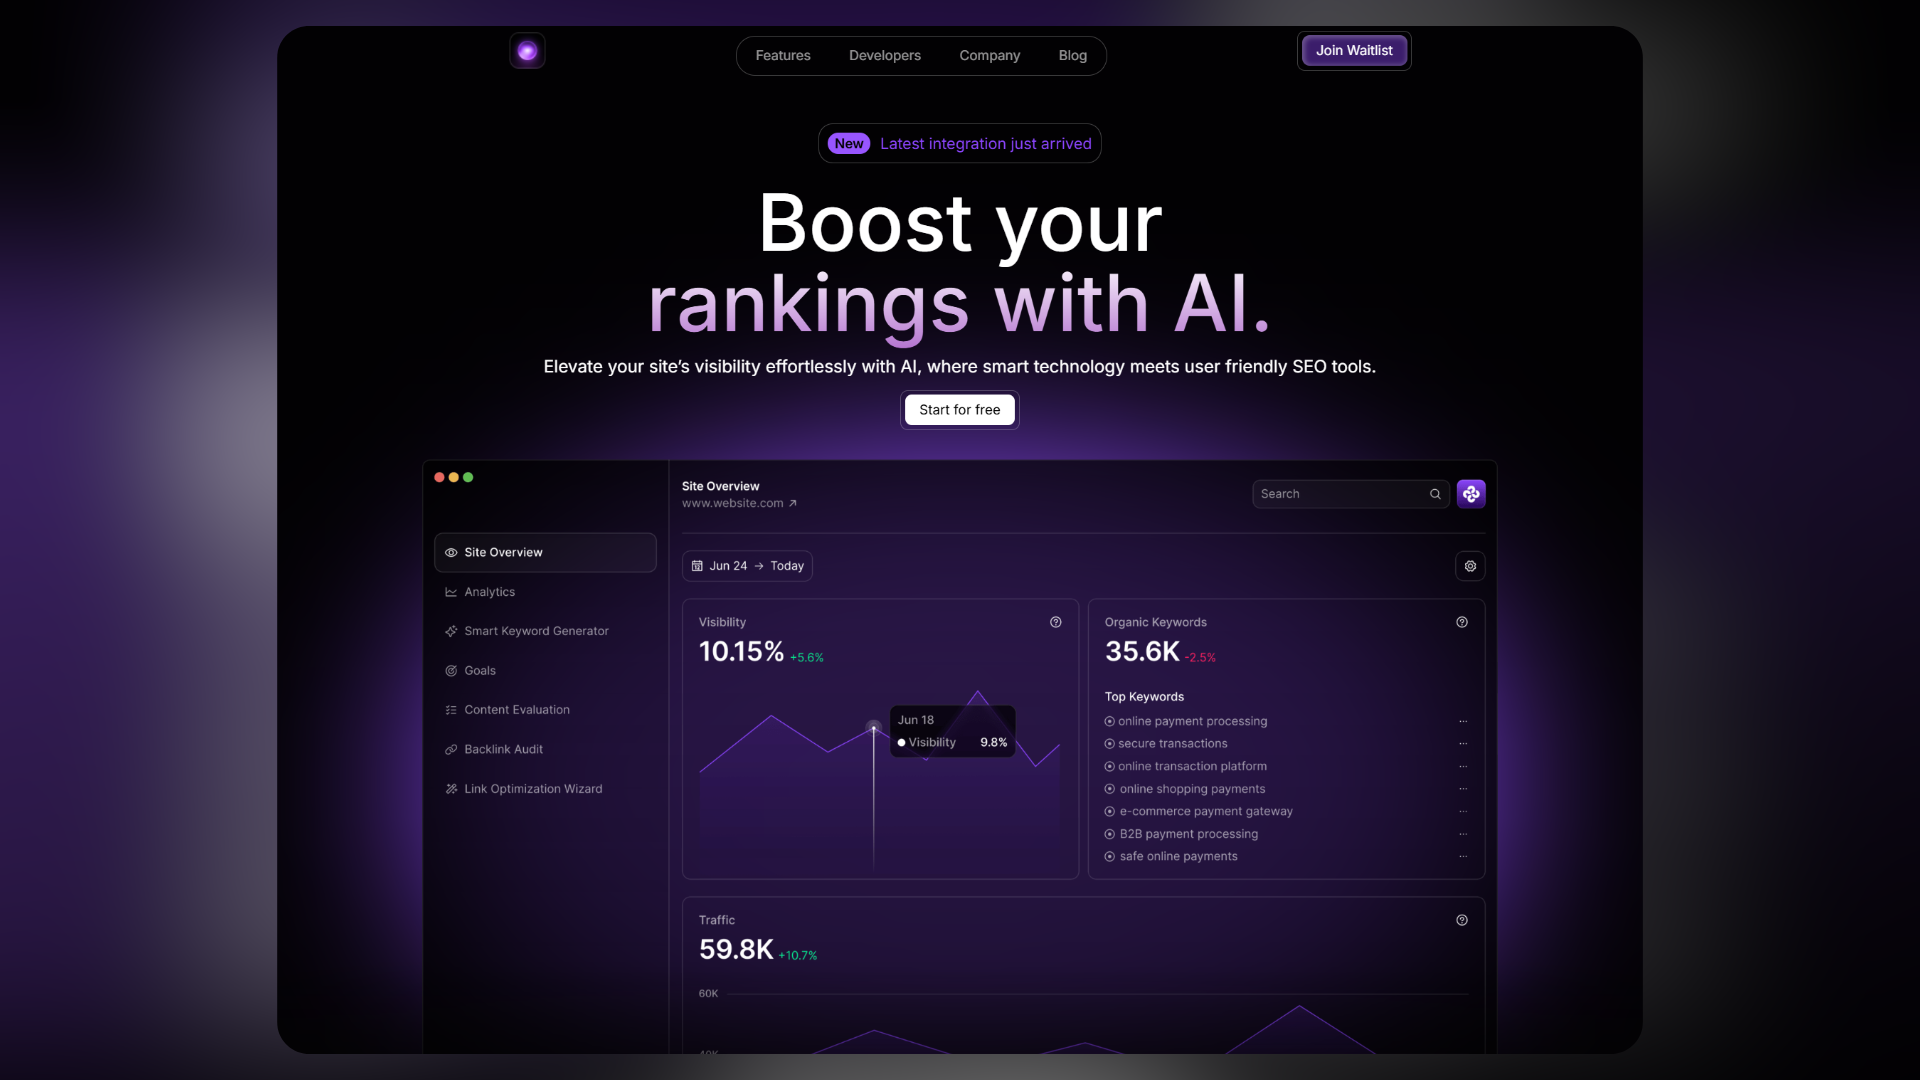 Features Developers Company Blog
Join Waitlist
New Latest integration just arrived
Boost your
rankings with AI.
Elevate your site’s visibility effortlessly with AI, where smart technology meets user friendly SEO tools.
Start for free
Site Overview
www.website.com
Search
Site Overview
Analytics
Smart Keyword Generator
Goals
Content Evaluation
Backlink Audit
Link Optimization Wizard
Jun 24 → Today
Visibility
10.15% +5.6%
Jun 18
Visibility 9.8%
Organic Keywords
35.6K -2.5%
Top Keywords
online payment processing
secure transactions
online transaction platform
online shopping payments
e-commerce payment gateway
B2B payment processing
safe online payments
Traffic
59.8K +10.7%
60K